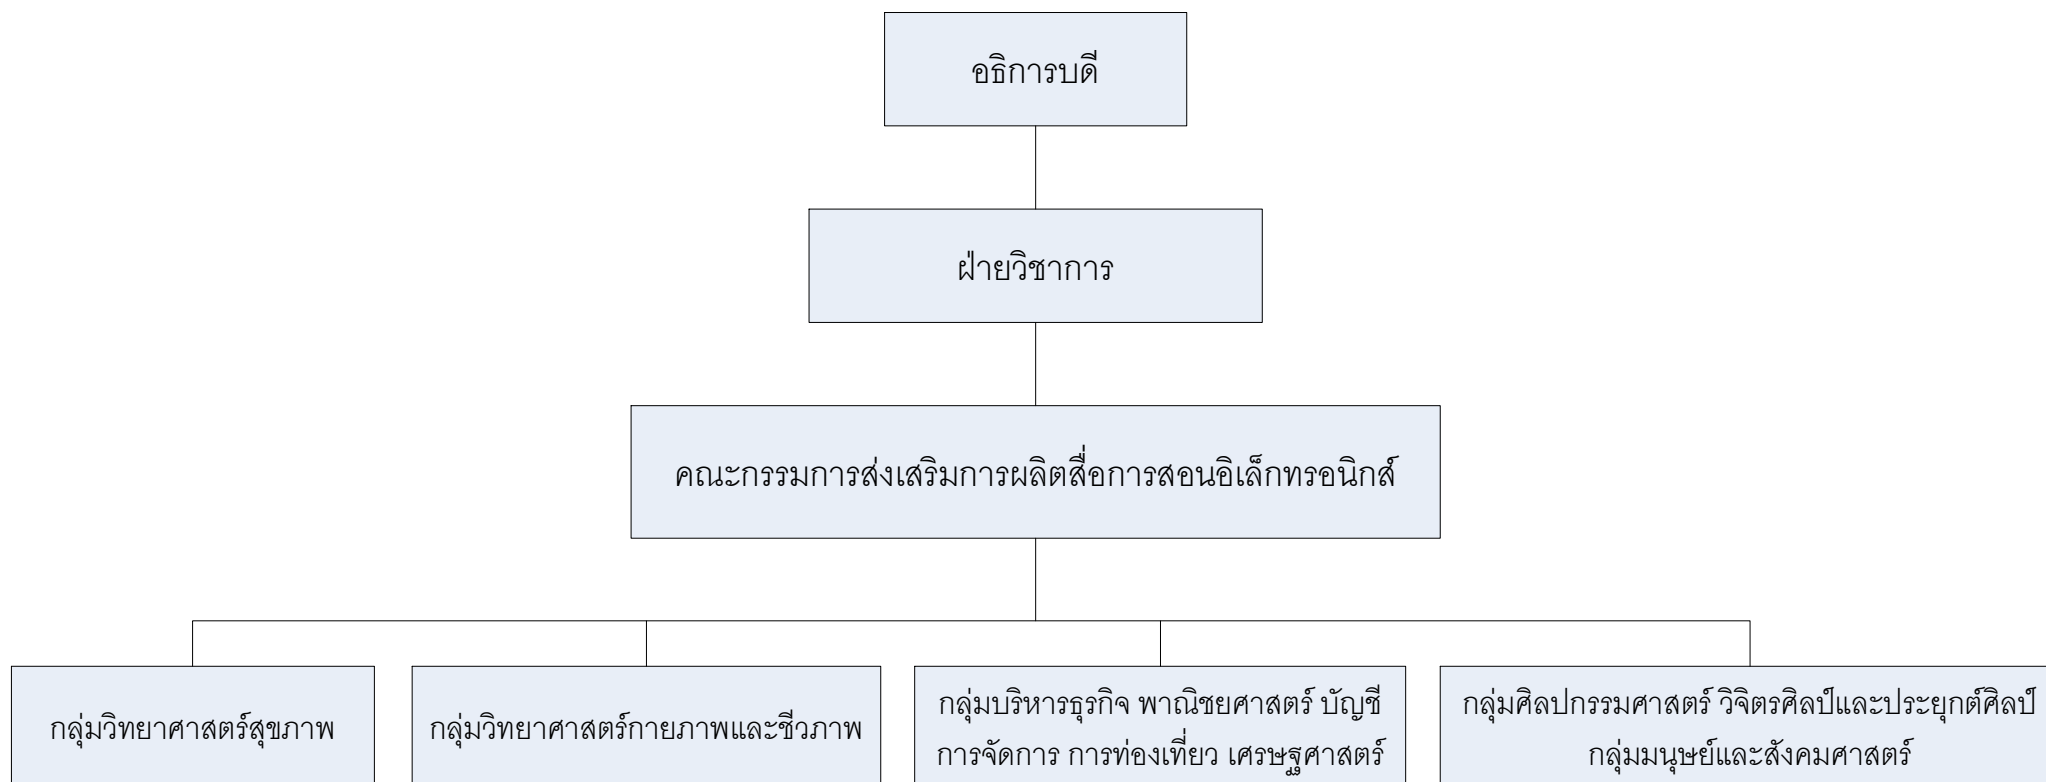 อธิการบดี
ฝ่ายวิชาการ
คณะกรรมการส่งเสริมการผลิตสื่อการสอนอิเล็กทรอนิกส์
กลุ่มวิทยาศาสตร์สุขภาพ
กลุ่มวิทยาศาสตร์กายภาพและชีวภาพ
กลุ่มบริหารธุรกิจ พาณิชยศาสตร์ บัญชี
การจัดการ การท่องเที่ยว เศรษฐศาสตร์
กลุ่มศิลปกรรมศาสตร์ วิจิตรศิลป์และประยุกต์ศิลป์
กลุ่มมนุษย์และสังคมศาสตร์